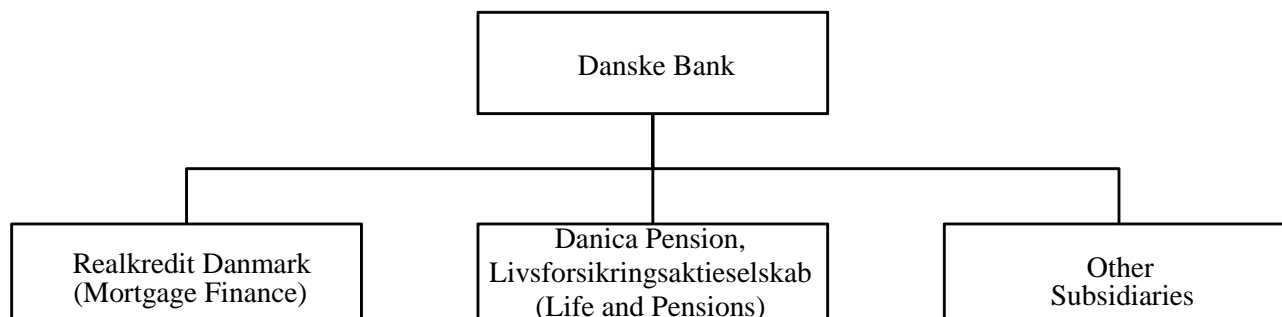 Danske Bank
Realkredit Danmark
(Mortgage Finance)
Danica Pension,
Livsforsikringsaktieselskab
(Life and Pensions)
Other
Subsidiaries